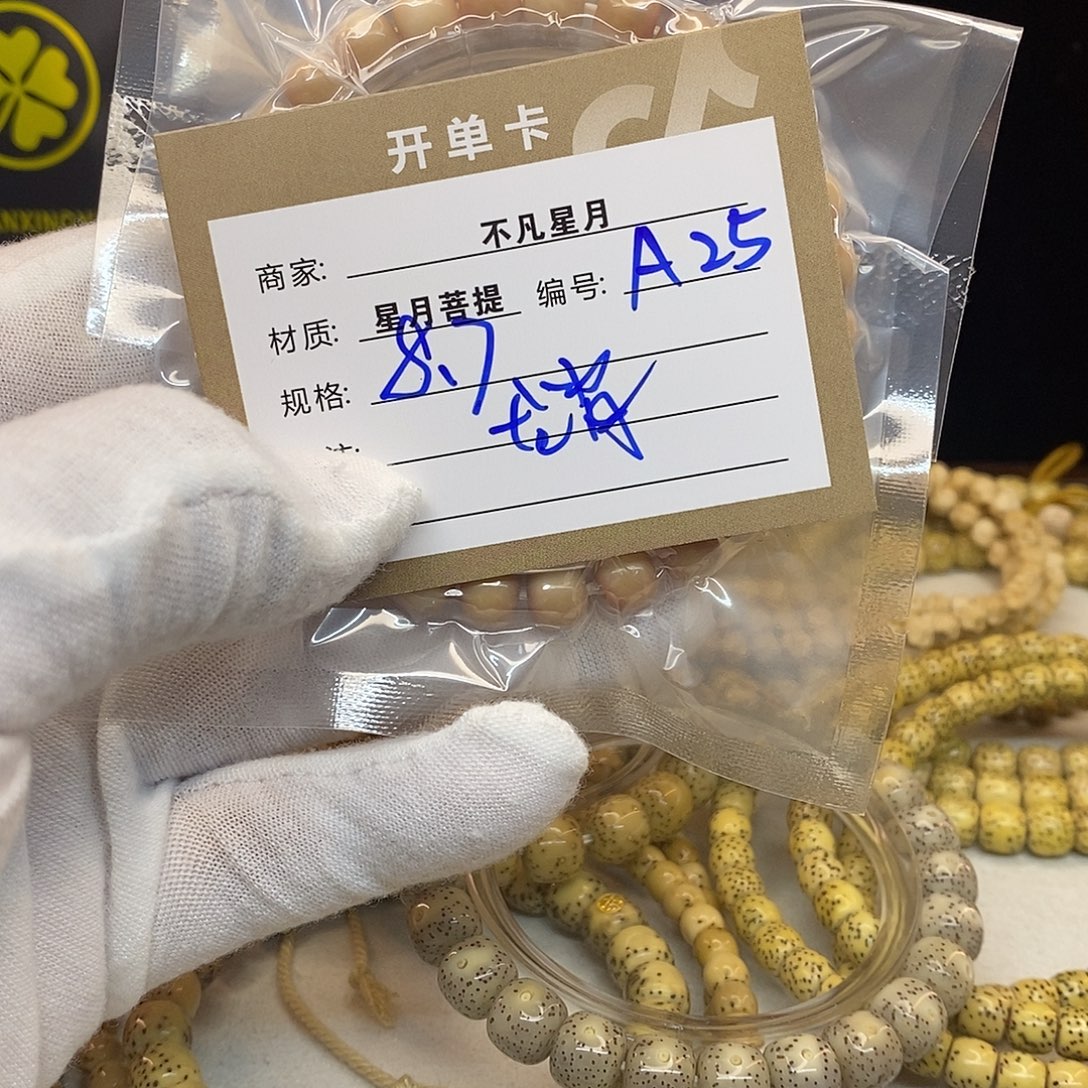 开单卡
商家: 不凡星月
材质: 星月菩提 编号: A25
规格: 8.7